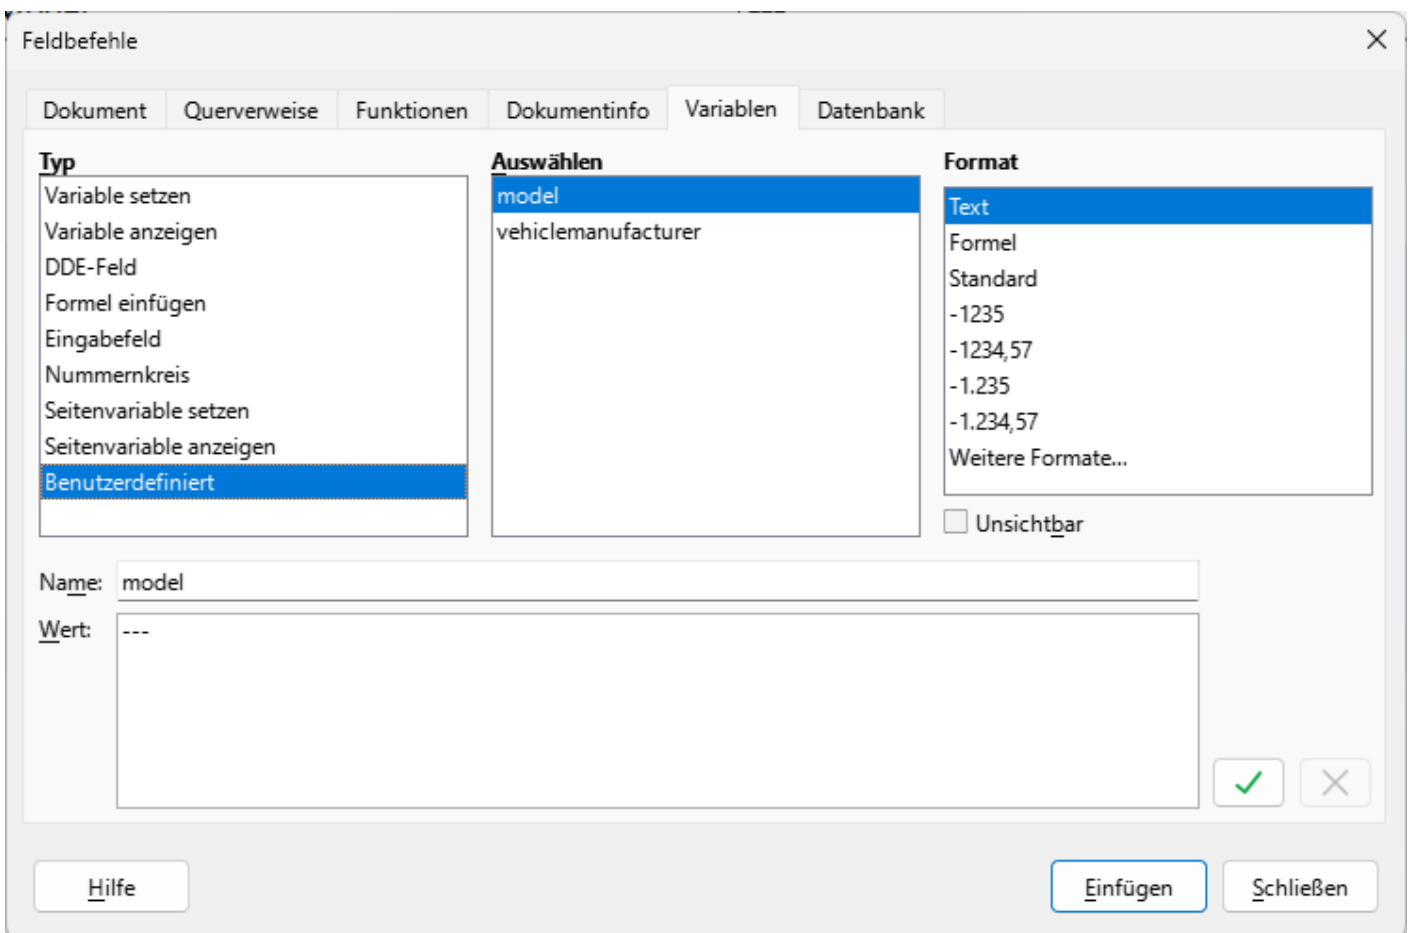 Feldbefehle
Dokument Querverweise Funktionen Dokumentinfo Variablen Datenbank
Typ
Variable setzen
Variable anzeigen
DDE-Feld
Formel einfügen
Eingabefeld
Nummernkreis
Seitenvariable setzen
Seitenvariable anzeigen
Benutzerdefiniert
Auswählen
model
vehiclemanufacturer
Format
Text
Formel
Standard
-1235
-1234,57
-1.235
-1.234,57
Weitere Formate...
Unsichtbar
Name: model
Wert: ---
Hilfe Einfügen Schließen